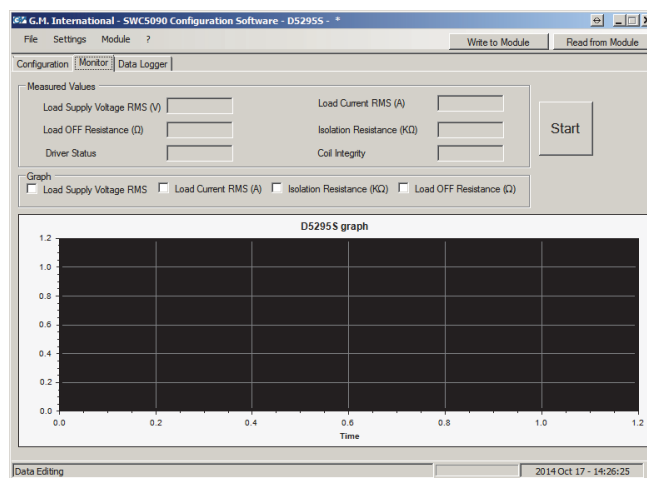 G.M. International - SWC5090 Configuration Software - D5295S - *
File Settings Module ? Write to Module Read from Module
Configuration Monitor Data Logger
Measured Values
Load Supply Voltage RMS (V) Load Current RMS (A)
Load OFF Resistance (Ω) Isolation Resistance (KΩ)
Start
Driver Status Coil Integrity
Graph
Load Supply Voltage RMS Load Current RMS (A) Isolation Resistance (KΩ) Load OFF Resistance (Ω)
D5295S graph
1.2
1.0
0.8
0.6
0.4
0.2
0.0
0.0 0.2 0.4 0.6 0.8 1.0 1.2
Time
Data Editing 2014 Oct 17 - 14:26:25